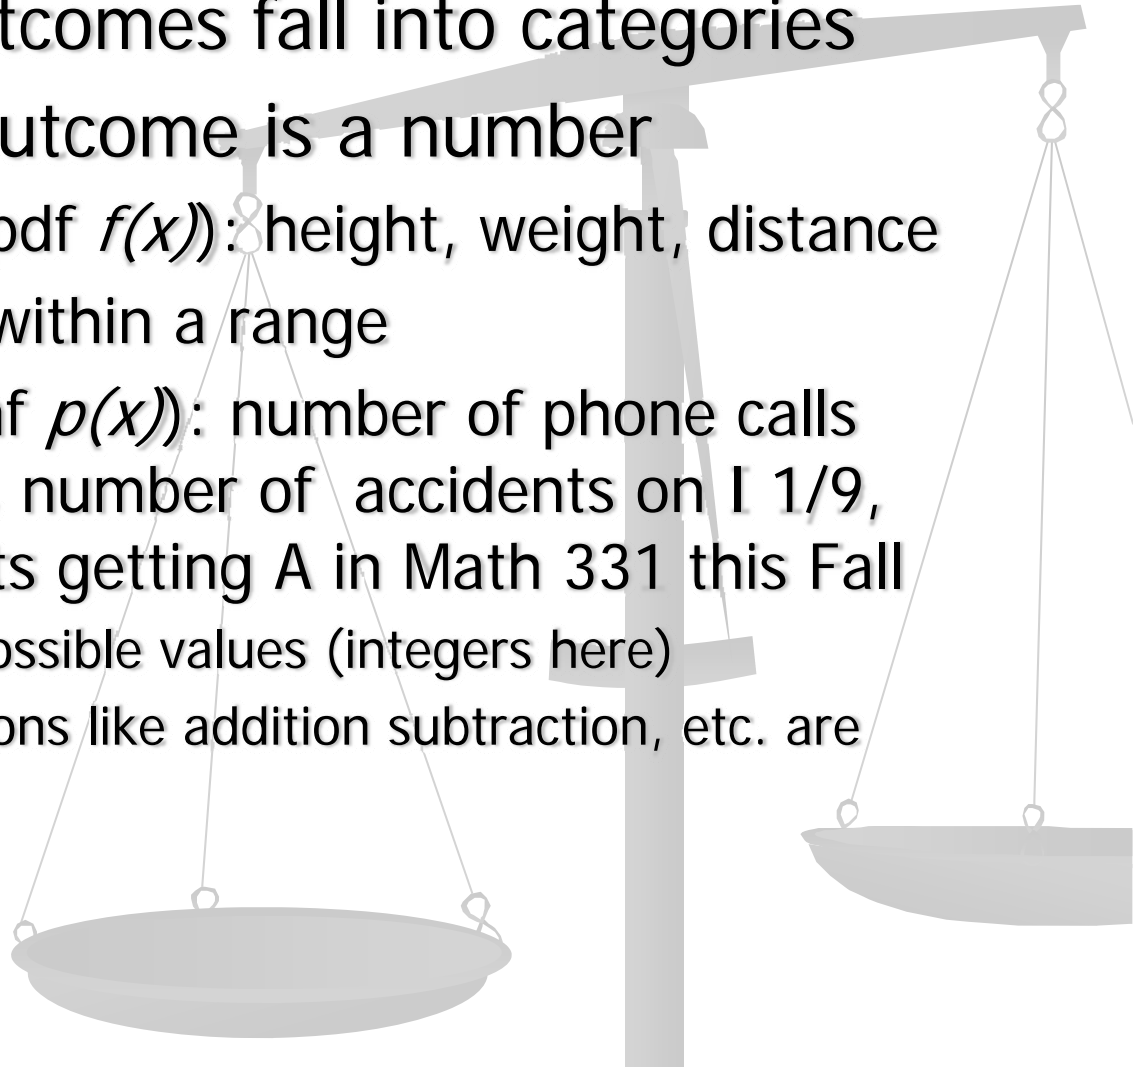 tcomes fall into categories
utcome is a number
pdf f(x)): height, weight, distance
within a range
f p(x)): number of phone calls
number of accidents on I 1/9,
ts getting A in Math 331 this Fall
ossible values (integers here)
ons like addition subtraction, etc. are